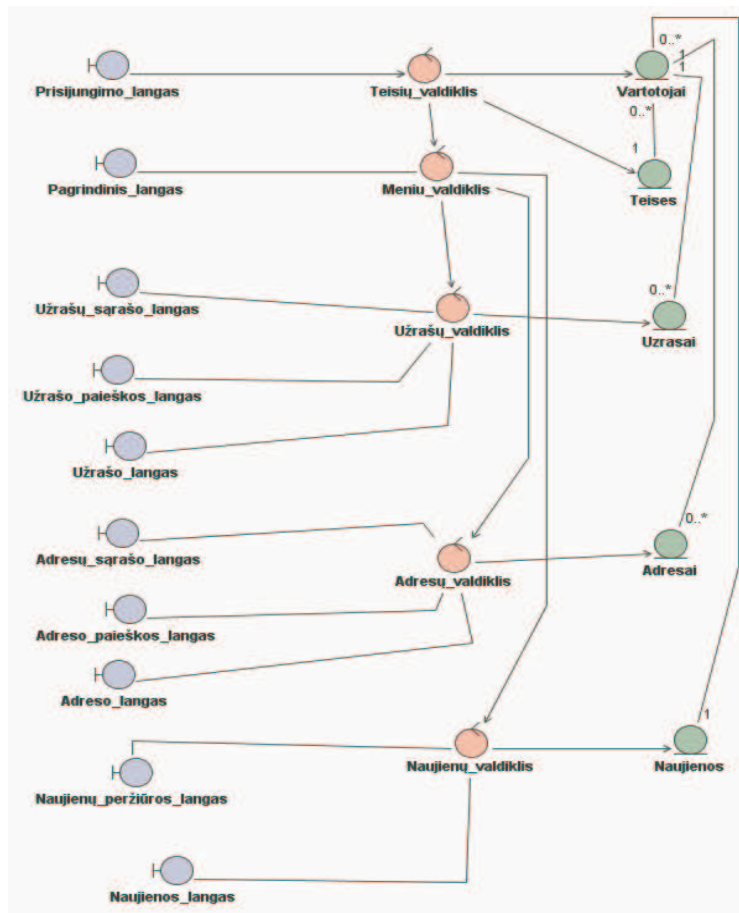 0..*
1
1
Prisijungimo_langas
Teisių_valdiklis
Vartotojai
0..*
1
Pagrindinis_langas
Meniu_valdiklis
Teises
0..*
Užrašų_sąrašo_langas
Užrašų_valdiklis
Uzrasai
Užrašo_paieškos_langas
Užrašo_langas
0..*
Adresų_sąrašo_langas
Adresų_valdiklis
Adresai
Adreso_paieškos_langas
Adreso_langas
1
Naujienų_valdiklis
Naujienos
Naujienų_peržiūros_langas
Naujienos_langas